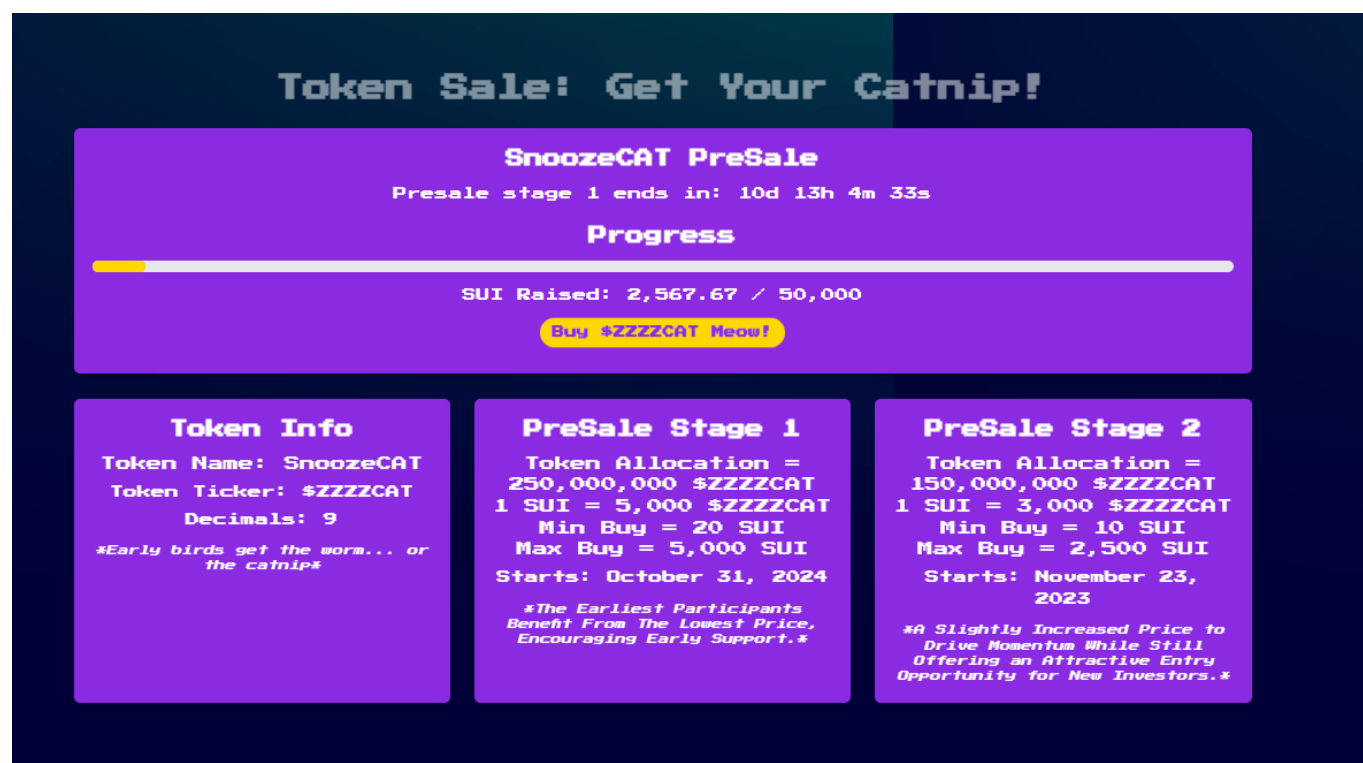 Token Sale: Get Your Catnip!
SnoozeCAT PreSale
Presale stage 1 ends in: 10d 13h 4m 33s
Progress
SUI Raised: 2,567.67 / 50,000
Buy $ZZZZCAT Meow!
Token Info
Token Name: SnoozeCAT
Token Ticker: $ZZZZCAT
Decimals: 9
*Early birds get the worm... or
the catnip*
PreSale Stage 1
Token Allocation =
250,000,000 $ZZZZCAT
1 SUI = 5,000 $ZZZZCAT
Min Buy = 20 SUI
Max Buy = 5,000 SUI
Starts: October 31, 2024
*The Earliest Participants
Benefit From The Lowest Price,
Encouraging Early Support.*
PreSale Stage 2
Token Allocation =
150,000,000 $ZZZZCAT
1 SUI = 3,000 $ZZZZCAT
Min Buy = 10 SUI
Max Buy = 2,500 SUI
Starts: November 23,
2023
*A Slightly Increased Price to
Drive Momentum While Still
Offering an Attractive Entry
Opportunity for New Investors.*